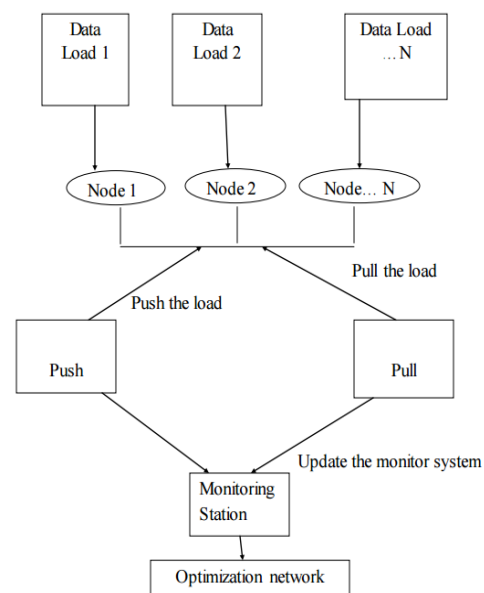 Data
Load 1
Data
Load 2
Data Load
...N
Node 1
Node 2
Node... N
Pull the load
Push the load
Push
Pull
Update the monitor system
Monitoring
Station
Optimization network